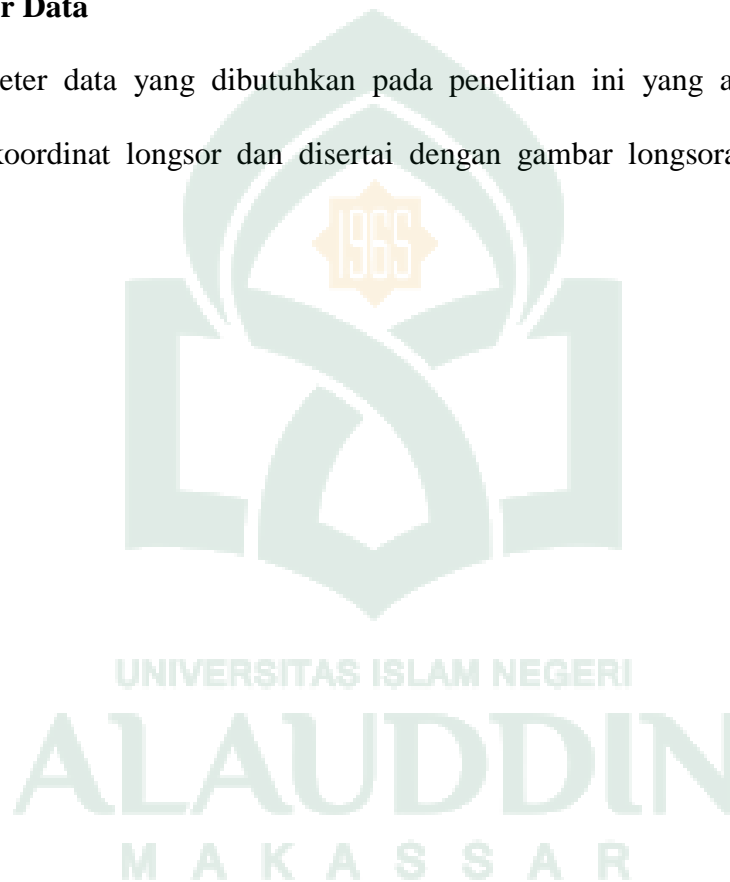 r Data
eter data yang dibutuhkan pada penelitian ini yang a
koordinat longsor dan disertai dengan gambar longsora
1965
UNIVERSITAS ISLAM NEGERI
ALAUDDIN
MAKASSAR